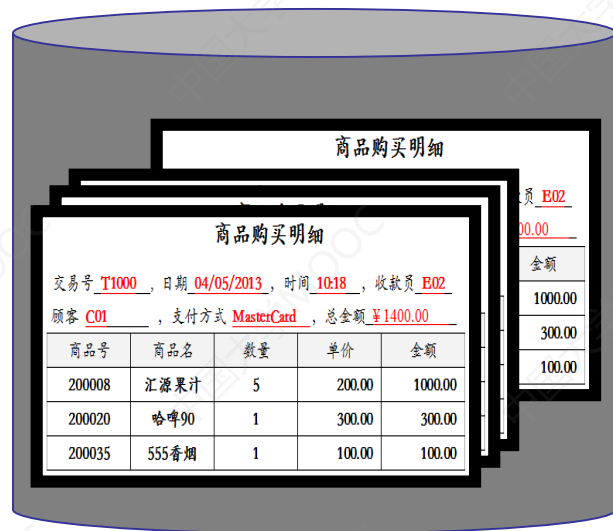 商品购买明细
员 E02
00.00
金额
1000.00
300.00
100.00
商品购买明细
交易号 T1000 ,日期 04/05/2013 ,时间 10:18 ,收款员 E02
顾客 C01 ,支付方式 MasterCard ,总金额 ¥1400.00
商品号 商品名 数量 单价 金额
200008 汇源果汁 5 200.00 1000.00
200020 哈啤90 1 300.00 300.00
200035 555香烟 1 100.00 100.00